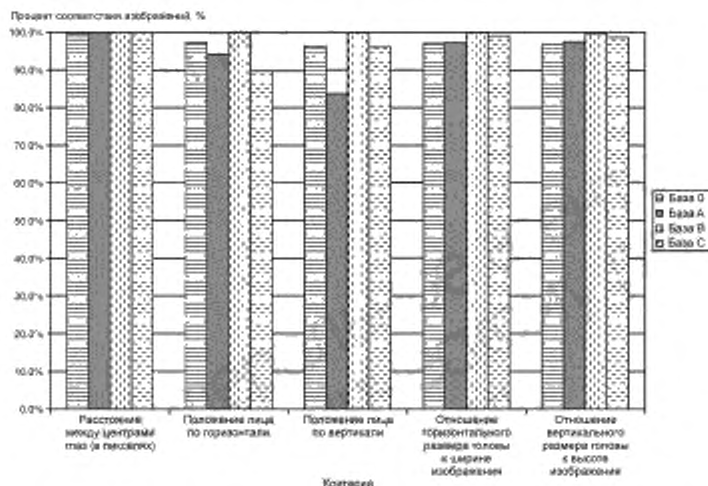 Процент соответствия изображений, %
100,0%
90,0%
80,0%
70,0%
60,0%
50,0%
40,0%
30,0%
20,0%
10,0%
0,0%
Расстояние
между центрами
глаз (в пикселях)
Положение лица
по горизонтали
Положение лица
по вертикали
Отношение
горизонтального
размера головы
к ширине
изображения
Отношение
вертикального
размера головы
к высоте
изображения
Критерии
База 0
База A
База B
База C